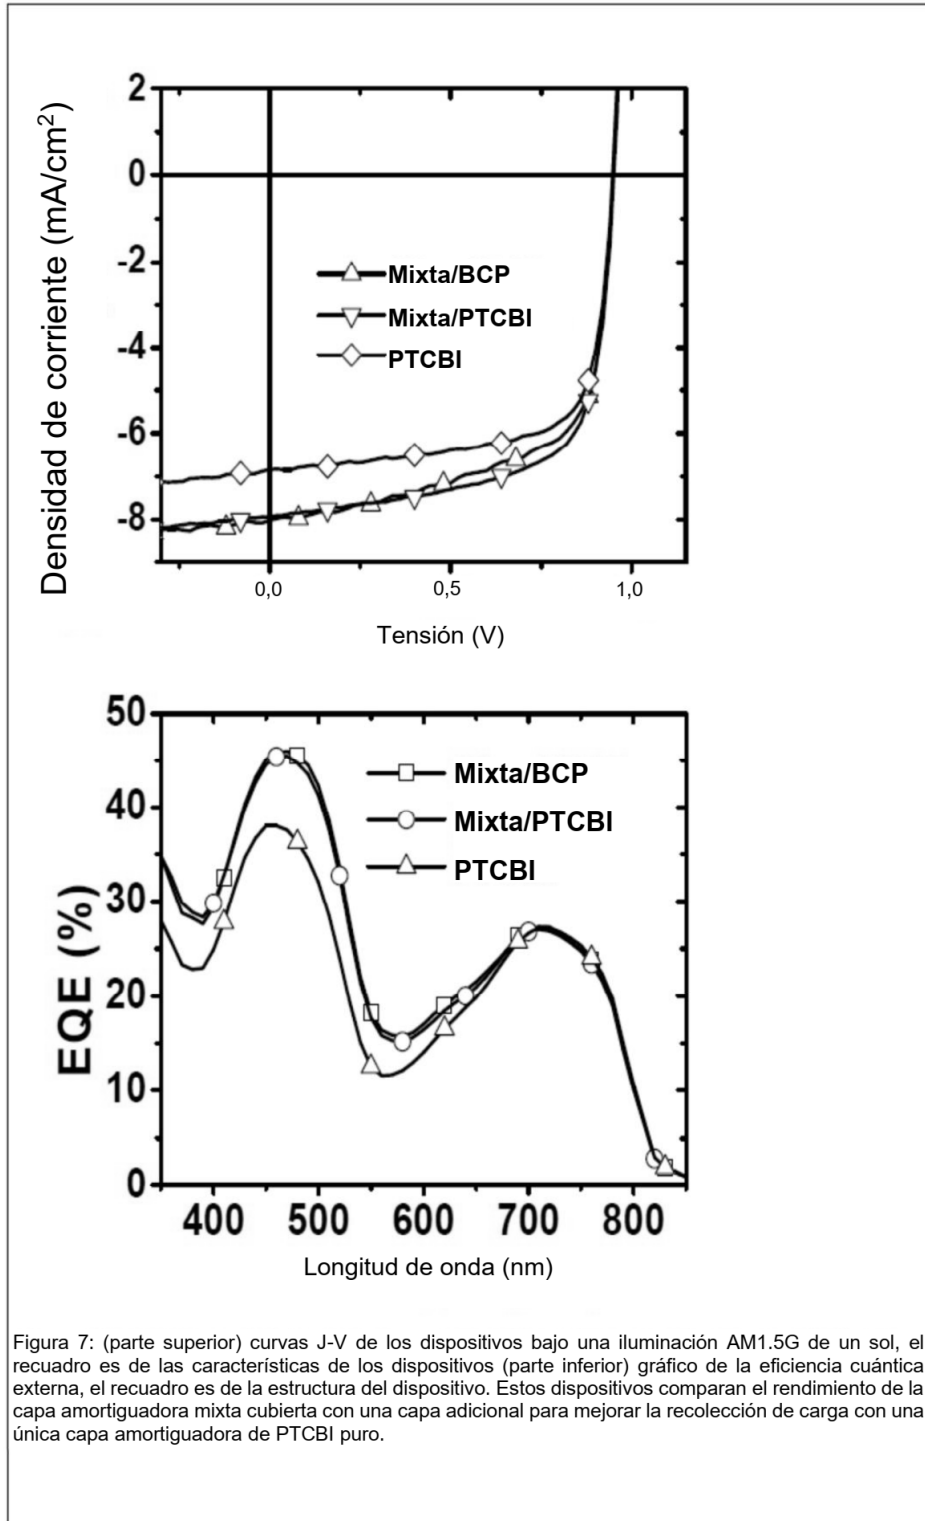 2
0
-2
-4
-6
-8
Densidad de corriente (mA/cm²)
Mixta/BCP
Mixta/PTCBI
PTCBI
0,0 0,5 1,0
Tensión (V)
50
40
30
20
10
0
EQE (%)
Mixta/BCP
Mixta/PTCBI
PTCBI
400 500 600 700 800
Longitud de onda (nm)
Figura 7: (parte superior) curvas J-V de los dispositivos bajo una iluminación AM1.5G de un sol, el
recuadro es de las características de los dispositivos (parte inferior) gráfico de la eficiencia cuántica
externa, el recuadro es de la estructura del dispositivo. Estos dispositivos comparan el rendimiento de la
capa amortiguadora mixta cubierta con una capa adicional para mejorar la recolección de carga con una
única capa amortiguadora de PTCBI puro.